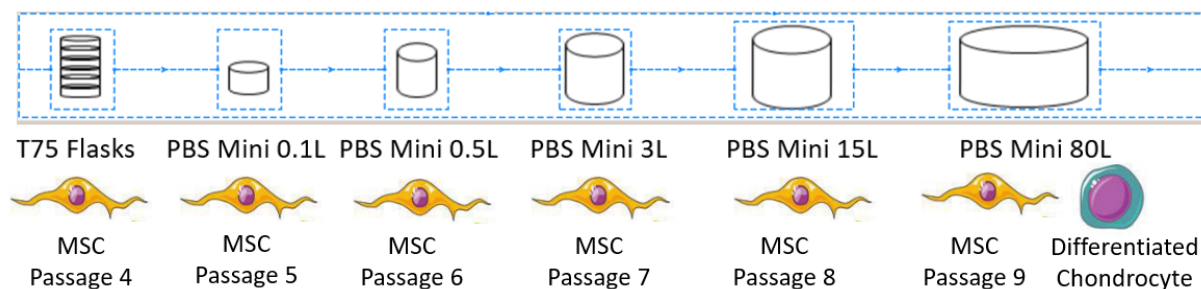 T75 Flasks
PBS Mini 0.1L
PBS Mini 0.5L
PBS Mini 3L
PBS Mini 15L
PBS Mini 80L
MSC
Passage 4
MSC
Passage 5
MSC
Passage 6
MSC
Passage 7
MSC
Passage 8
MSC
Passage 9
Differentiated
Chondrocyte